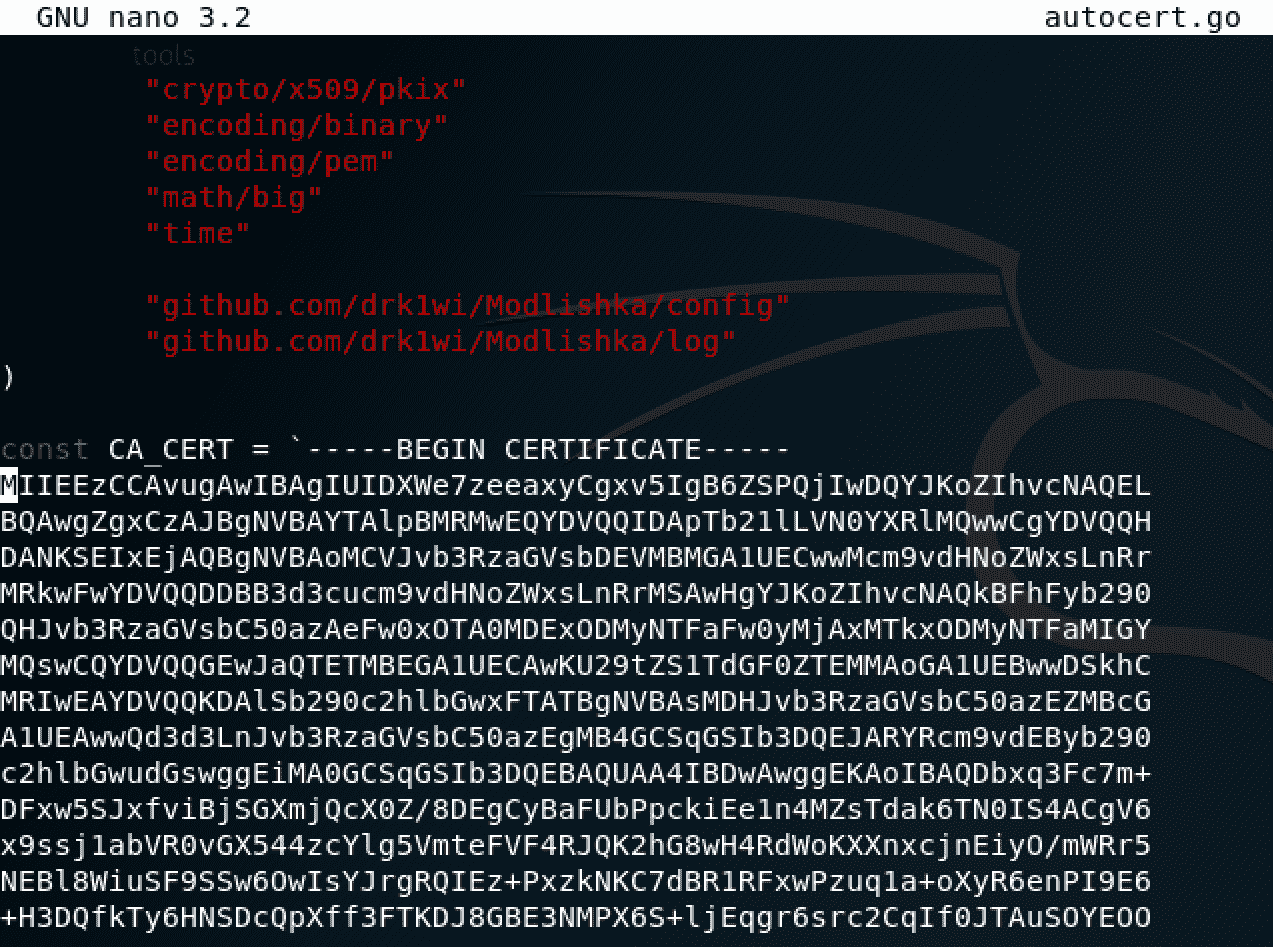 GNU nano 3.2 autocert.go
tools
"crypto/x509/pkix"
"encoding/binary"
"encoding/pem"
"math/big"
"time"
"github.com/drk1wi/Modlishka/config"
"github.com/drk1wi/Modlishka/log"
)
const CA_CERT = `-----BEGIN CERTIFICATE-----
MIIEEzCCAvugAwIBAgIUIDXWe7zeeaxyCgxv5IgB6ZSPQjIwDQYJKoZIhvcNAQEL
BQAwgZgxCzAJBgNVBAYTAlpBMRMwEQYDVQQIDApTb21lLVN0YXRlMQwwCgYDVQQH
DANKSEIxEjAQBgNVBAoMCVJvb3RzaGVsbDEVMBMGA1UECwwMcm9vdHNoZWxsLnRr
MRkwFwYDVQQDDBB3d3cucm9vdHNoZWxsLnRrMSAwHgYJKoZIhvcNAQkBFhFyb290
QHJvb3RzaGVsbC50azAeFw0xOTA0MDExODMyNTFaFw0yMjAxMTkxODMyNTFaMIGY
MQswCQYDVQQGEwJaQTETMBEGA1UECAwKU29tZS1TdGF0ZTEMMAoGA1UEBwwDSkhC
MRIwEAYDVQQKDAlSb290c2hlbGwxFTATBgNVBAsMDHJvb3RzaGVsbC50azEZMBcG
A1UEAwwQd3d3LnJvb3RzaGVsbC50azEgMB4GCSqGSIb3DQEJARYRcm9vdEByb290
c2hlbGwudGswggEiMA0GCSqGSIb3DQEBAQUAA4IBDwAwggEKAoIBAQDbxq3Fc7m+
DFxw5SJxfviBjSGXmjQcX0Z/8DEgCyBaFUbPpckiEe1n4MZsTdak6TN0IS4ACgV6
x9ssj1abVR0vGX544zcYlg5VmteFVF4RJQK2hG8wH4RdWoKXXnxcjnEiyO/mWRr5
NEBl8WiuSF9SSw6OwIsYJrgRQIEz+PxzkNKC7dBR1RFxwPzuq1a+oXyR6enPI9E6
+H3DQfkTy6HNSDcQpXff3FTKDJ8GBE3NMPX6S+ljEqgr6src2CqIf0JTAuSOYEOO